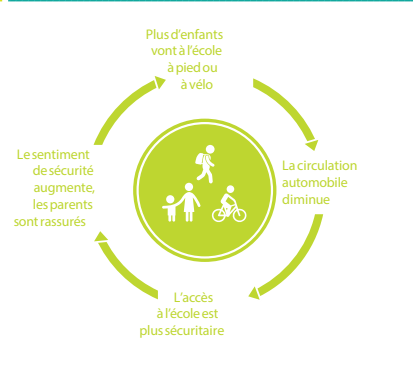 Plus d'enfants
vont à l'école
à pied ou
à vélo
La circulation
automobile
diminue
L'accès
à l'école est
plus sécuritaire
Le sentiment
de sécurité
augmente,
les parents
sont rassurés